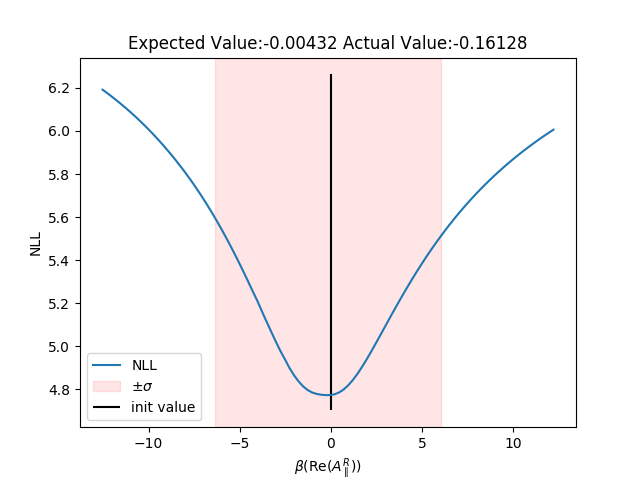 Expected Value:-0.00432 Actual Value:-0.16128
6.2
6.0
5.8
5.6
5.4
5.2
5.0
4.8
NLL
NLL
±σ
init value
−10 −5 0 5 10
β(Re(A_∥^R))